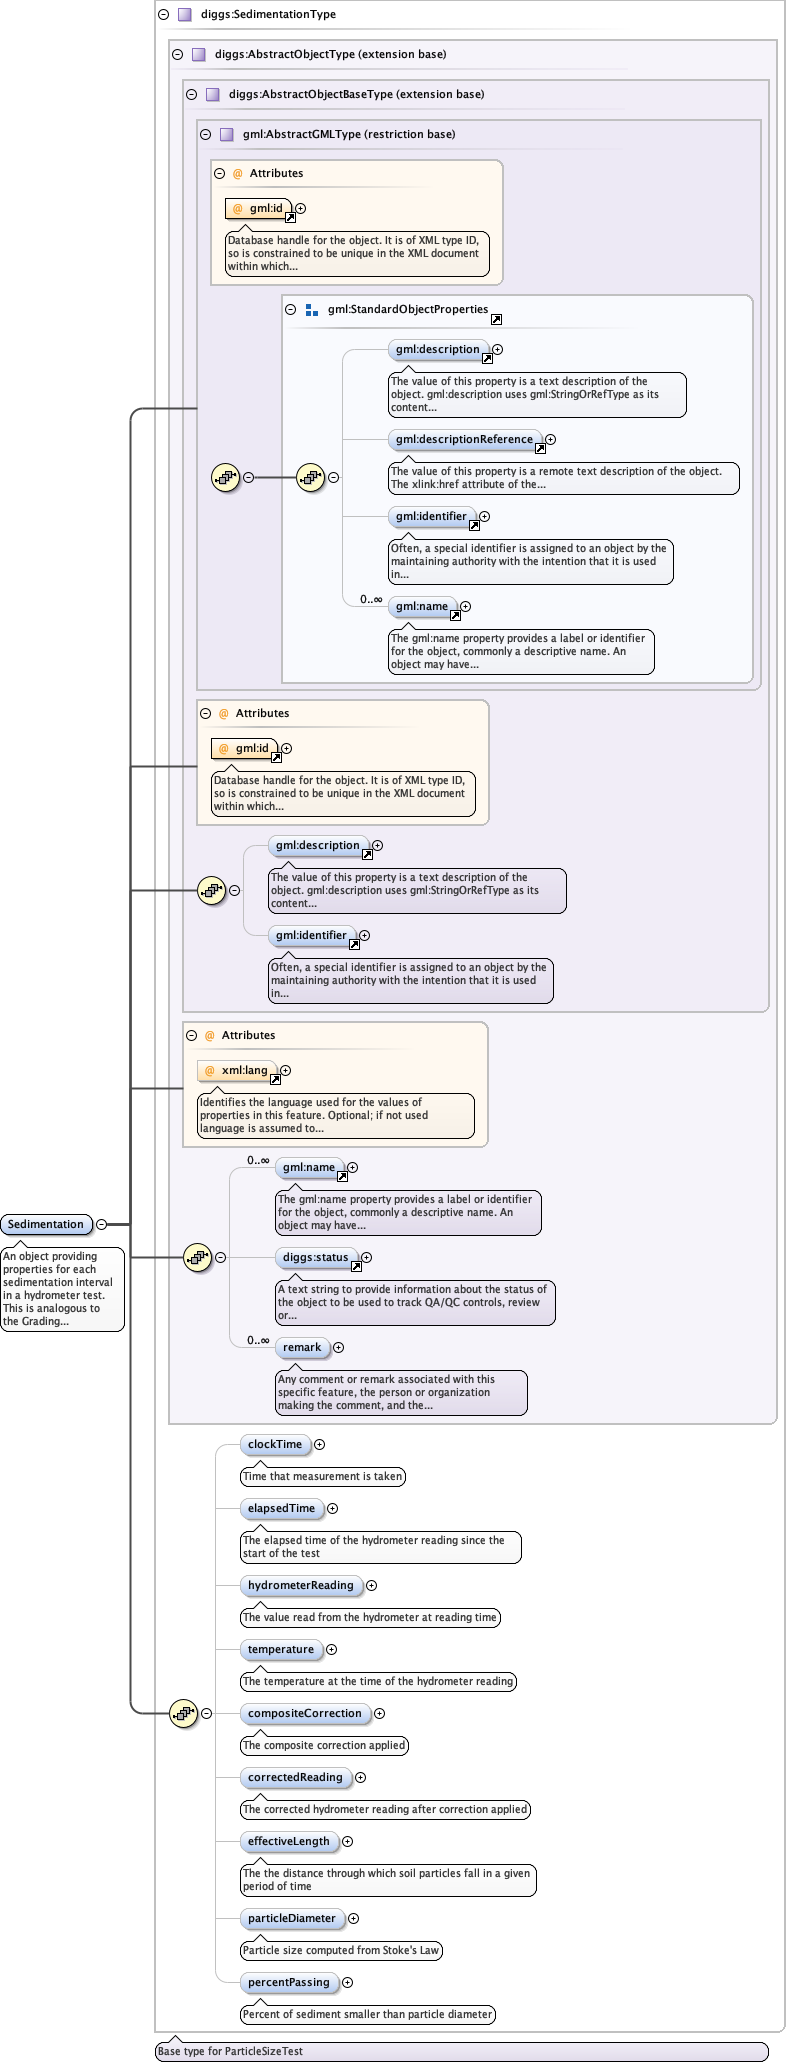 diggs:SedimentationType
diggs:AbstractObjectType (extension base)
diggs:AbstractObjectBaseType (extension base)
gml:AbstractGMLType (restriction base)
@ Attributes
@ gml:id
Database handle for the object. It is of XML type ID,
so is constrained to be unique in the XML document
within which...
gml:StandardObjectProperties
gml:description
The value of this property is a text description of the
object. gml:description uses gml:StringOrRefType as its
content...
gml:descriptionReference
The value of this property is a remote text description of the object.
The xlink:href attribute of the...
gml:identifier
Often, a special identifier is assigned to an object by the
maintaining authority with the intention that it is used
in...
0..∞
gml:name
The gml:name property provides a label or identifier
for the object, commonly a descriptive name. An
object may have...
@ Attributes
@ gml:id
Database handle for the object. It is of XML type ID,
so is constrained to be unique in the XML document
within which...
gml:description
The value of this property is a text description of the
object. gml:description uses gml:StringOrRefType as its
content...
gml:identifier
Often, a special identifier is assigned to an object by the
maintaining authority with the intention that it is used
in...
@ Attributes
@ xml:lang
Identifies the language used for the values of
properties in this feature. Optional; if not used
language is assumed to...
0..∞
gml:name
The gml:name property provides a label or identifier
for the object, commonly a descriptive name. An
object may have...
Sedimentation
An object providing
properties for each
sedimentation interval
in a hydrometer test.
This is analogous to
the Grading...
diggs:status
A text string to provide information about the status of
the object to be used to track QA/QC controls, review
or...
0..∞
remark
Any comment or remark associated with this
specific feature, the person or organization
making the comment, and the...
clockTime
Time that measurement is taken
elapsedTime
The elapsed time of the hydrometer reading since the
start of the test
hydrometerReading
The value read from the hydrometer at reading time
temperature
The temperature at the time of the hydrometer reading
compositeCorrection
The composite correction applied
correctedReading
The corrected hydrometer reading after correction applied
effectiveLength
The the distance through which soil particles fall in a given
period of time
particleDiameter
Particle size computed from Stoke's Law
percentPassing
Percent of sediment smaller than particle diameter
Base type for ParticleSizeTest